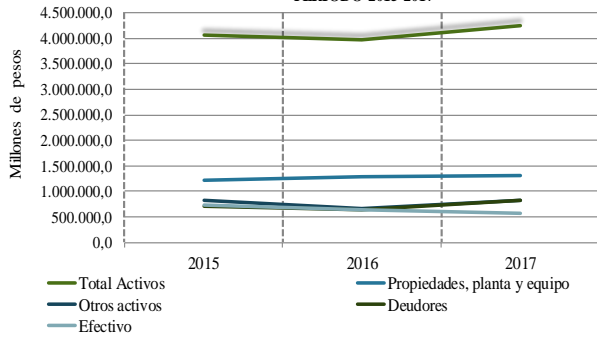 4.500.000,0
4.000.000,0
3.500.000,0
3.000.000,0
2.500.000,0
2.000.000,0
1.500.000,0
1.000.000,0
500.000,0
0,0
Millones de pesos
2015 2016 2017
Total Activos Propiedades, planta y equipo
Otros activos Deudores
Efectivo